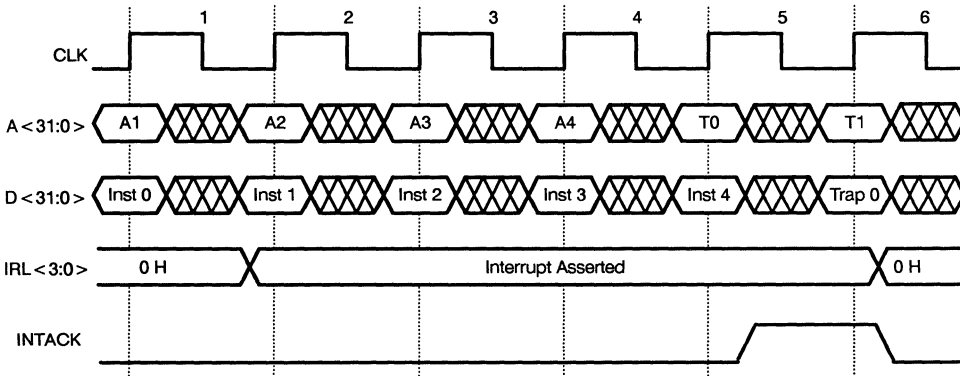 1 2 3 4 5 6
CLK
A<31:0> A1 A2 A3 A4 T0 T1
D<31:0> Inst 0 Inst 1 Inst 2 Inst 3 Inst 4 Trap 0
IRL<3:0> 0 H Interrupt Asserted 0 H
INTACK